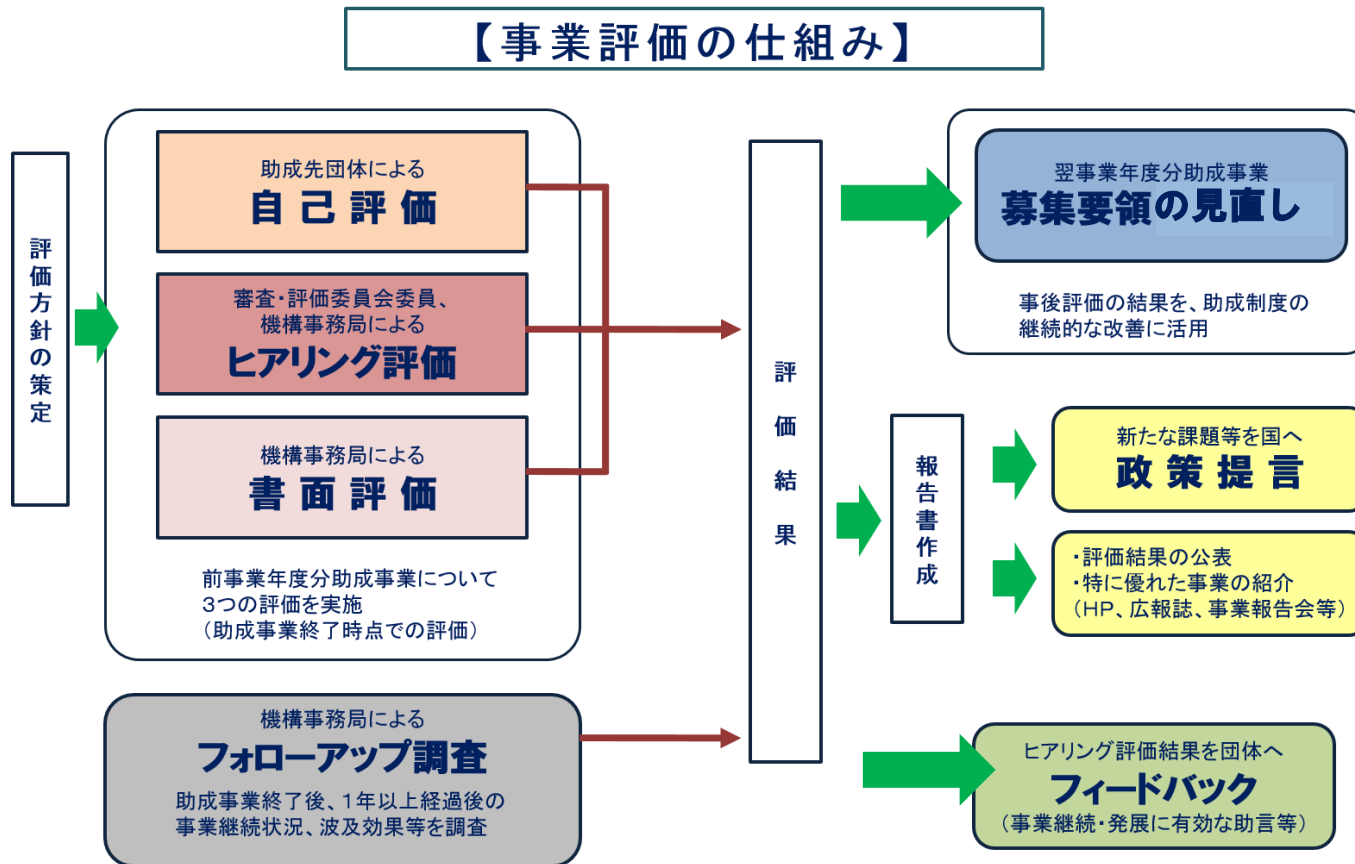 【事業評価の仕組み】
評価方針の策定
助成先団体による
自己評価
審査・評価委員会委員、
機構事務局による
ヒアリング評価
機構事務局による
書面評価
前事業年度分助成事業について
3つの評価を実施
(助成事業終了時点での評価)
機構事務局による
フォローアップ調査
助成事業終了後、1年以上経過後の
事業継続状況、波及効果等を調査
評価結果
翌事業年度分助成事業
募集要領の見直し
事後評価の結果を、助成制度の
継続的な改善に活用
報告書作成
新たな課題等を国へ
政策提言
・評価結果の公表
・特に優れた事業の紹介
(HP、広報誌、事業報告会等)
ヒアリング評価結果を団体へ
フィードバック
(事業継続・発展に有効な助言等)